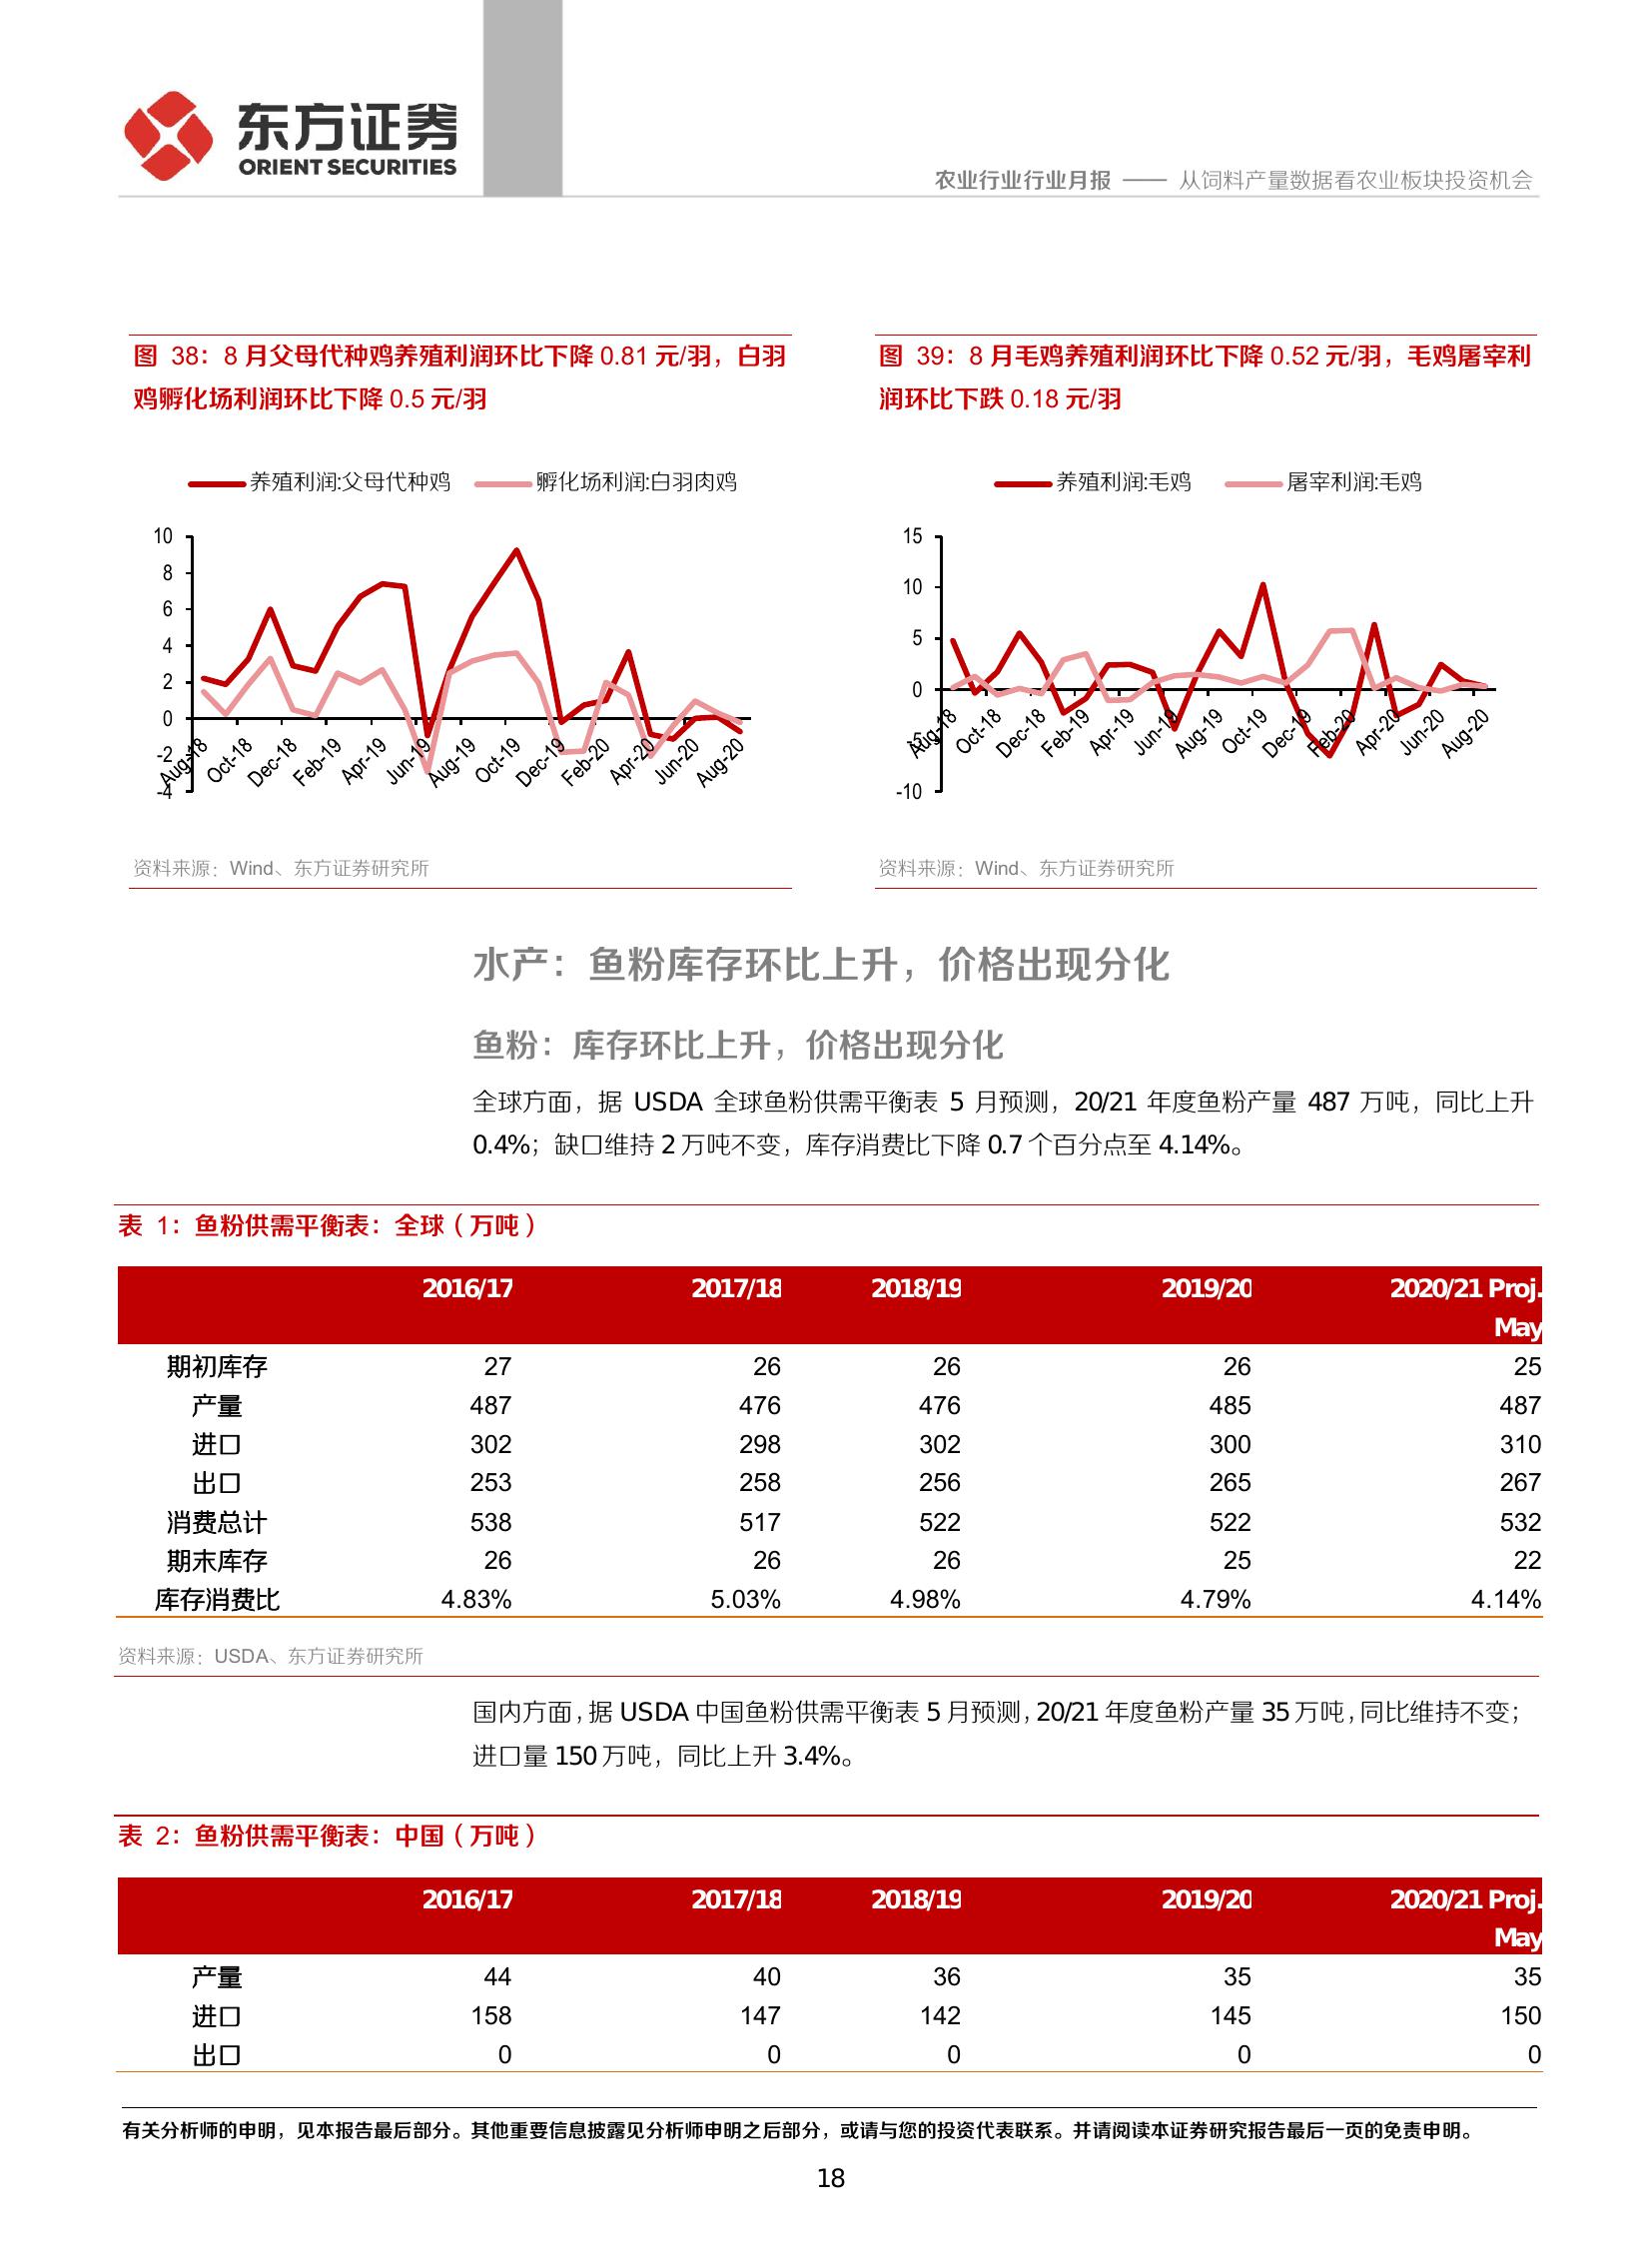 东方证券
ORIENT SECURITIES
农业行业行业月报 —— 从饲料产量数据看农业板块投资机会
图 38：8 月父母代种鸡养殖利润环比下降 0.81 元/羽，白羽
鸡孵化场利润环比下降 0.5 元/羽
养殖利润:父母代种鸡 孵化场利润:白羽肉鸡
10
8
6
4
2
0
-2
-4
Aug-18 Oct-18 Dec-18 Feb-19 Apr-19 Jun-19 Aug-19 Oct-19 Dec-19 Feb-20 Apr-20 Jun-20 Aug-20
资料来源：Wind、东方证券研究所
图 39：8 月毛鸡养殖利润环比下降 0.52 元/羽，毛鸡屠宰利
润环比下跌 0.18 元/羽
养殖利润:毛鸡 屠宰利润:毛鸡
15
10
5
0
-5
-10
Aug-18 Oct-18 Dec-18 Feb-19 Apr-19 Jun-19 Aug-19 Oct-19 Dec-19 Feb-20 Apr-20 Jun-20 Aug-20
资料来源：Wind、东方证券研究所
水产：鱼粉库存环比上升，价格出现分化
鱼粉：库存环比上升，价格出现分化
全球方面，据 USDA 全球鱼粉供需平衡表 5 月预测，20/21 年度鱼粉产量 487 万吨，同比上升
0.4%；缺口维持 2 万吨不变，库存消费比下降 0.7 个百分点至 4.14%。
表 1：鱼粉供需平衡表：全球（万吨）
2016/17 2017/18 2018/19 2019/20 2020/21 Proj.
May
期初库存 27 26 26 26 25
产量 487 476 476 485 487
进口 302 298 302 300 310
出口 253 258 256 265 267
消费总计 538 517 522 522 532
期末库存 26 26 26 25 22
库存消费比 4.83% 5.03% 4.98% 4.79% 4.14%
资料来源：USDA、东方证券研究所
国内方面，据 USDA 中国鱼粉供需平衡表 5 月预测，20/21 年度鱼粉产量 35 万吨，同比维持不变；
进口量 150 万吨，同比上升 3.4%。
表 2：鱼粉供需平衡表：中国（万吨）
2016/17 2017/18 2018/19 2019/20 2020/21 Proj.
May
产量 44 40 36 35 35
进口 158 147 142 145 150
出口 0 0 0 0 0
有关分析师的申明，见本报告最后部分。其他重要信息披露见分析师申明之后部分，或请与您的投资代表联系。并请阅读本证券研究报告最后一页的免责申明。
18